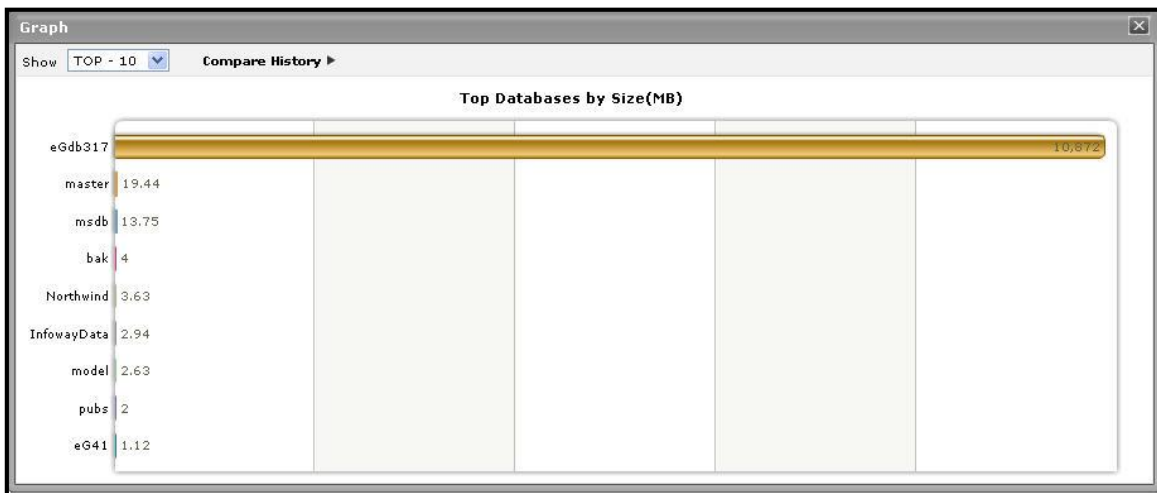 Graph
Show TOP - 10 Compare History
Top Databases by Size(MB)
eGdb317 10,872
master 19.44
msdb 13.75
bak 4
Northwind 3.63
InfowayData 2.94
model 2.63
pubs 2
eG41 1.12